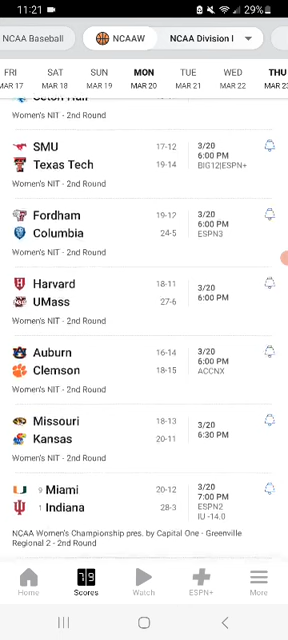 11:21 29%
NCAA Baseball NCAAW NCAA Division I
FRI SAT SUN MON TUE WED THU
MAR 17 MAR 18 MAR 19 MAR 20 MAR 21 MAR 22 MAR 23
Seton Hall
Women's NIT - 2nd Round
SMU 17-12 3/20
6:00 PM
Texas Tech 19-14 BIG12|ESPN+
Women's NIT - 2nd Round
Fordham 19-12 3/20
6:00 PM
Columbia 24-5 ESPN3
Women's NIT - 2nd Round
Harvard 18-11 3/20
UMass 27-6 6:00 PM
Women's NIT - 2nd Round
Auburn 16-14 3/20
6:00 PM
Clemson 18-15 ACCNX
Women's NIT - 2nd Round
Missouri 18-13 3/20
Kansas 20-11 6:30 PM
Women's NIT - 2nd Round
9 Miami 20-12 3/20
7:00 PM
1 Indiana 28-3 ESPN2
IU -14.0
NCAA Women's Championship pres. by Capital One - Greenville
Regional 2 - 2nd Round
79
Home Scores Watch ESPN+ More